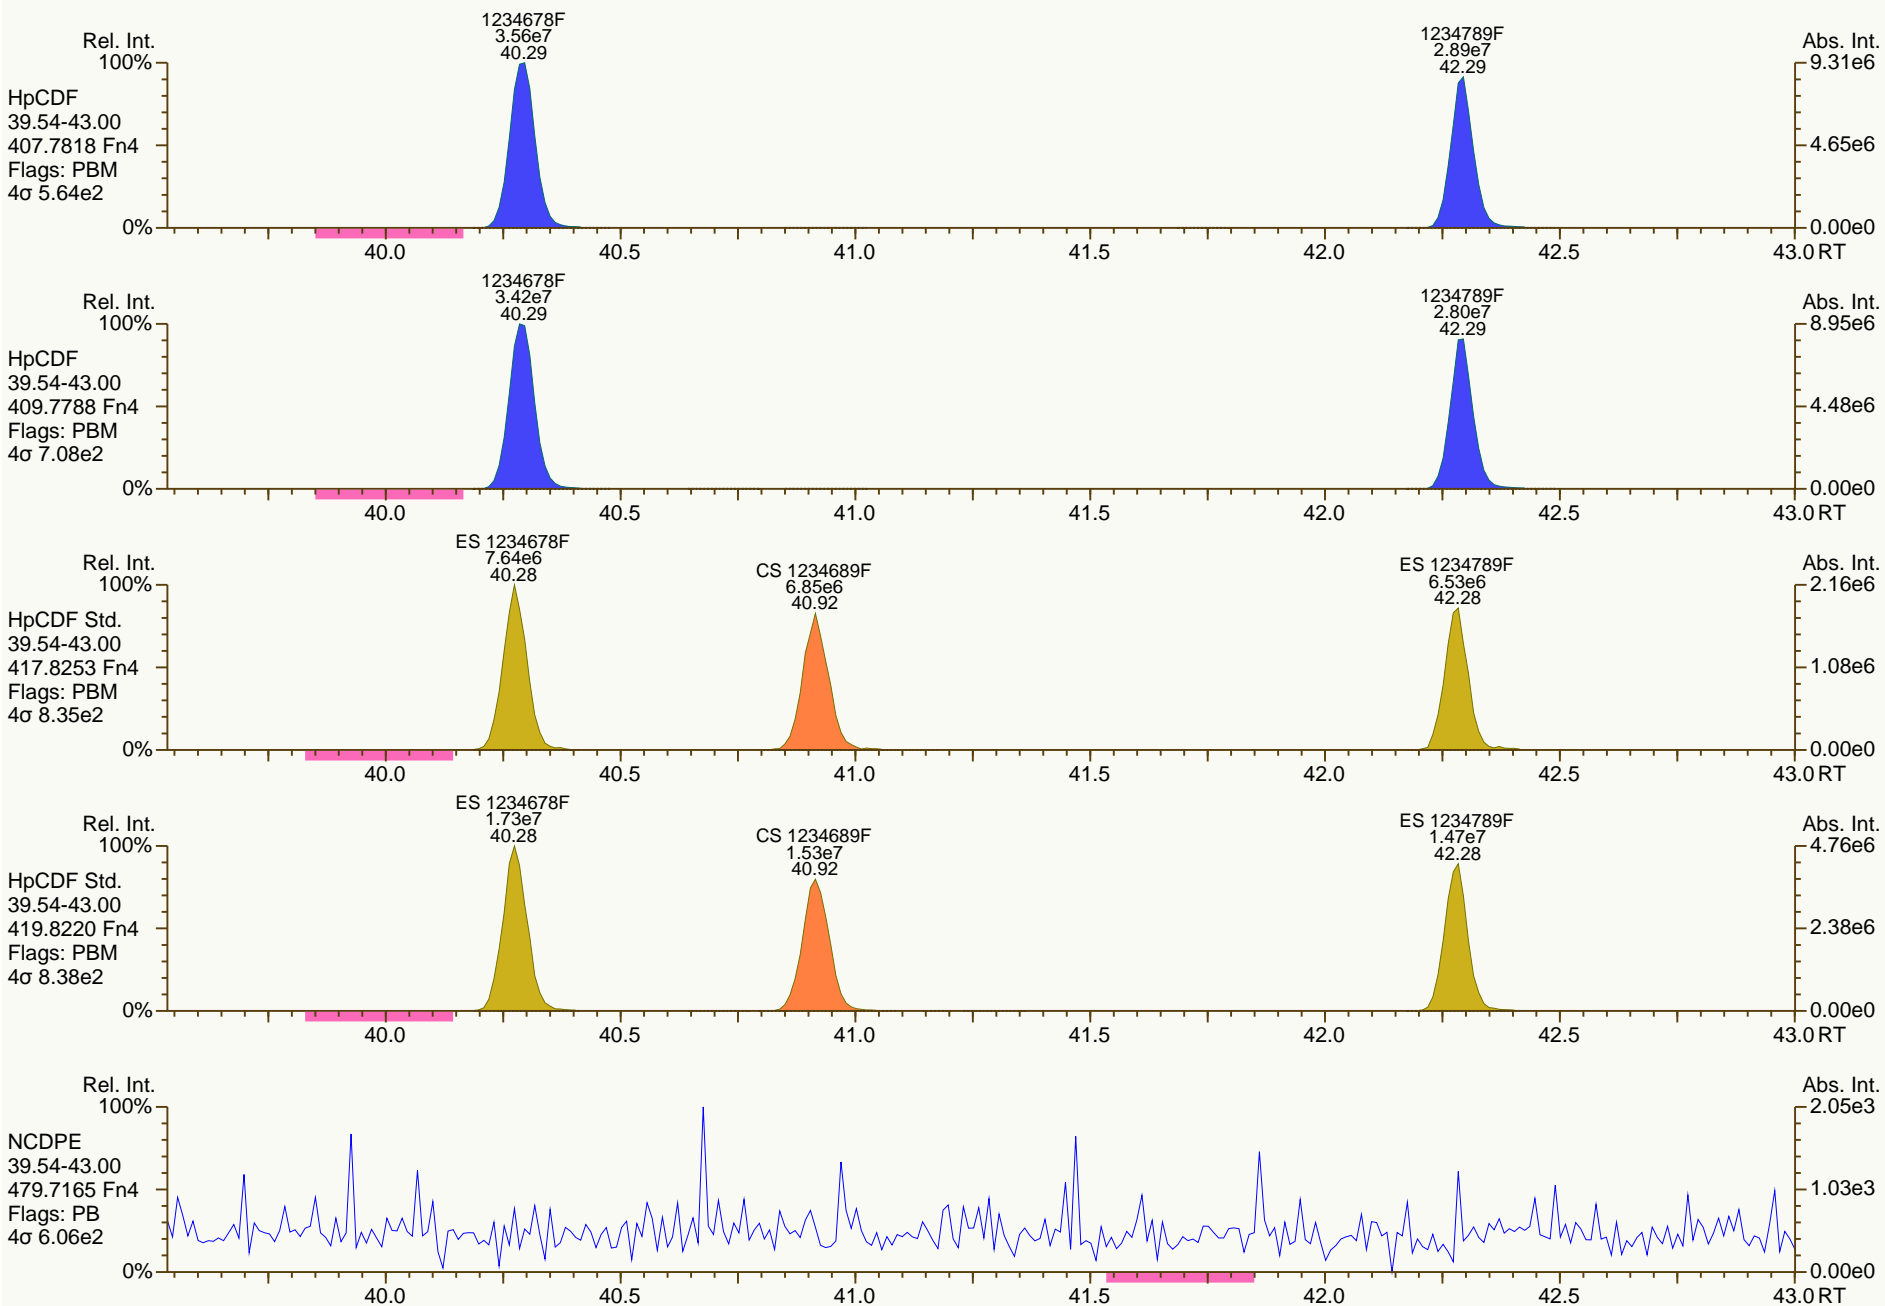 1234678F
3.56e7
40.29
1234789F
2.89e7
42.29
Rel. Int.
Abs. Int.
100%
9.31e6
HpCDF
39.54-43.00
407.7818 Fn4
Flags: PBM
4σ 5.64e2
4.65e6
0%
0.00e0
40.0 40.5 41.0 41.5 42.0 42.5 43.0 RT
1234678F
3.42e7
40.29
1234789F
2.80e7
42.29
Rel. Int.
Abs. Int.
100%
8.95e6
HpCDF
39.54-43.00
409.7788 Fn4
Flags: PBM
4σ 7.08e2
4.48e6
0%
0.00e0
40.0 40.5 41.0 41.5 42.0 42.5 43.0 RT
ES 1234678F
7.64e6
40.28
CS 1234689F
6.85e6
40.92
ES 1234789F
6.53e6
42.28
Rel. Int.
Abs. Int.
100%
2.16e6
HpCDF Std.
39.54-43.00
417.8253 Fn4
Flags: PBM
4σ 8.35e2
1.08e6
0%
0.00e0
40.0 40.5 41.0 41.5 42.0 42.5 43.0 RT
ES 1234678F
1.73e7
40.28
CS 1234689F
1.53e7
40.92
ES 1234789F
1.47e7
42.28
Rel. Int.
Abs. Int.
100%
4.76e6
HpCDF Std.
39.54-43.00
419.8220 Fn4
Flags: PBM
4σ 8.38e2
2.38e6
0%
0.00e0
40.0 40.5 41.0 41.5 42.0 42.5 43.0 RT
Rel. Int.
Abs. Int.
100%
2.05e3
NCDPE
39.54-43.00
479.7165 Fn4
Flags: PB
4σ 6.06e2
1.03e3
0%
0.00e0
40.0 40.5 41.0 41.5 42.0 42.5 43.0 RT